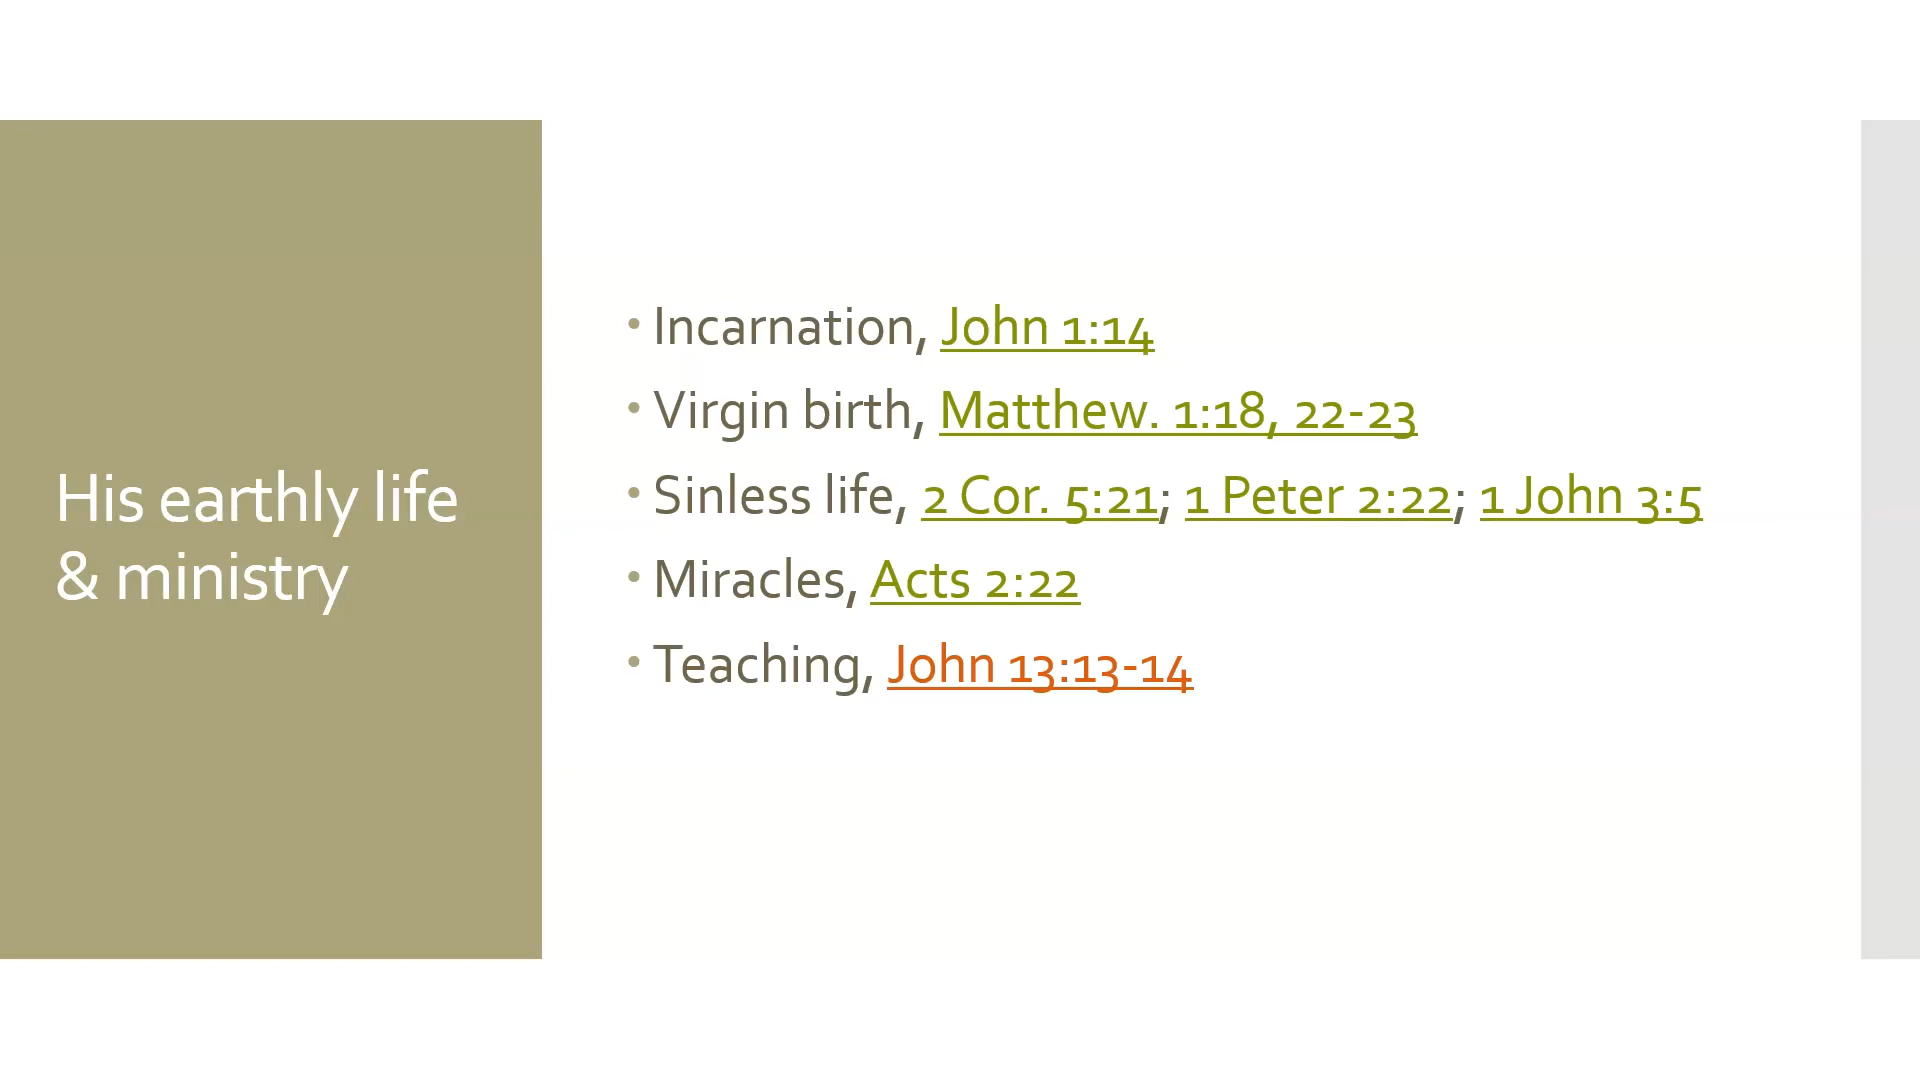 His earthly life
& ministry
• Incarnation, John 1:14
• Virgin birth, Matthew. 1:18, 22-23
• Sinless life, 2 Cor. 5:21; 1 Peter 2:22; 1 John 3:5
• Miracles, Acts 2:22
• Teaching, John 13:13-14